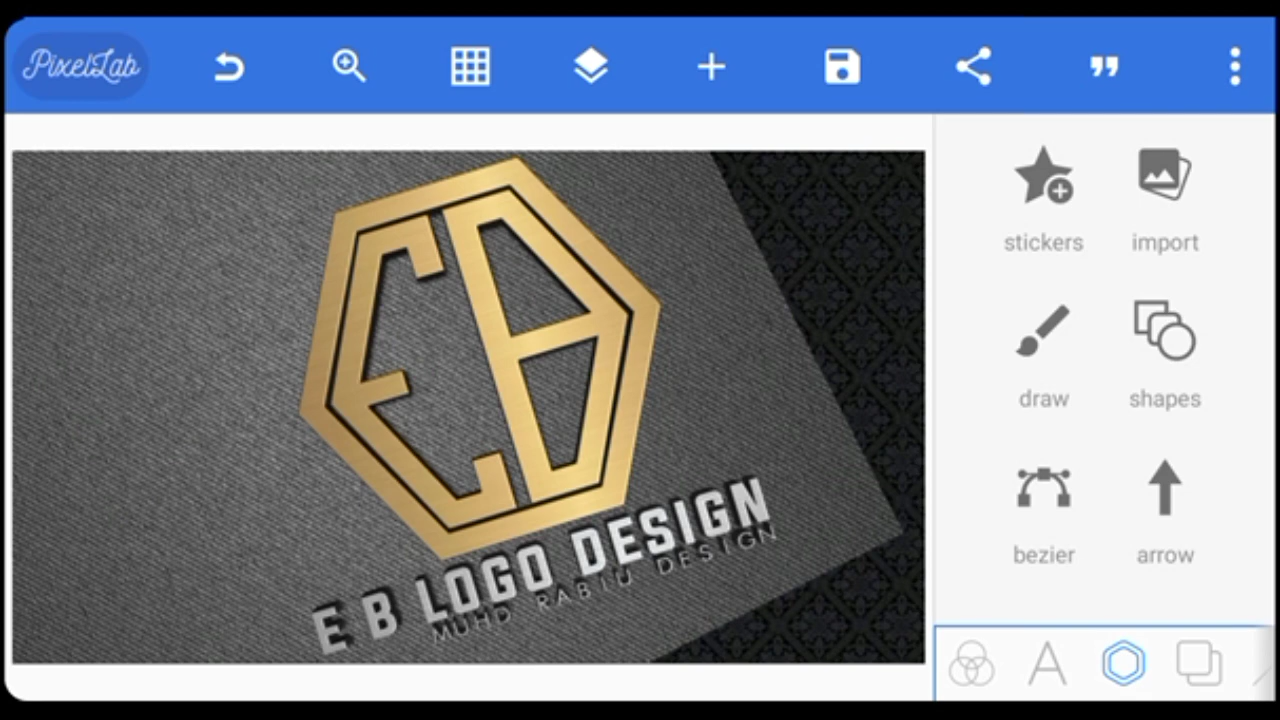 PixelLab
EB
E B LOGO DESIGN
MUHD RABIU DESIGN
stickers
import
draw
shapes
bezier
arrow
A